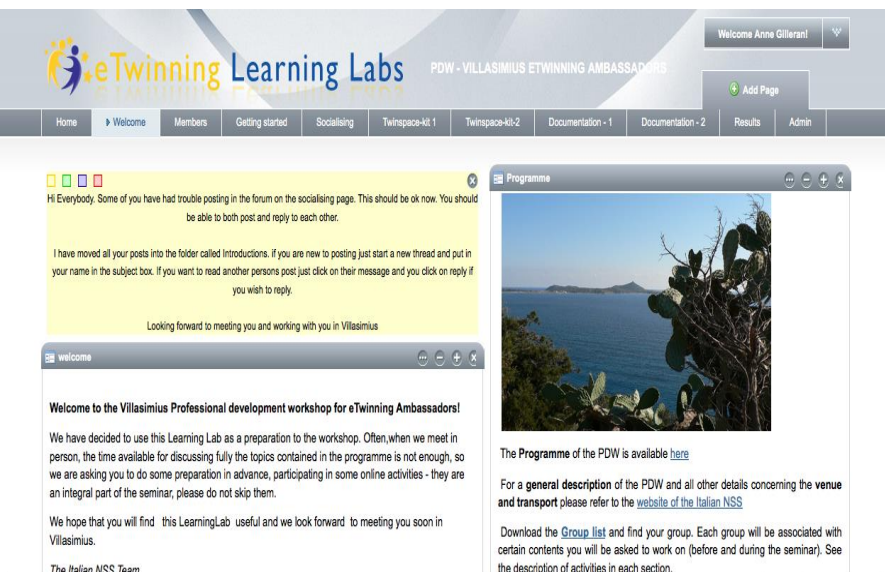 Welcome Anne Gilleran!
eTwinning Learning Labs
PDW - VILLASIMIUS ETWINNING AMBASSADORS
Add Page
Home
Welcome
Members
Getting started
Socialising
Twinspace-kit 1
Twinspace-kit-2
Documentation - 1
Documentation - 2
Results
Admin
Hi Everybody. Some of you have had trouble posting in the forum on the socialising page. This should be ok now. You should
be able to both post and reply to each other.
I have moved all your posts into the folder called Introductions. if you are new to posting just start a new thread and put in
your name in the subject box. If you want to read another persons post just click on their message and you click on reply if
you wish to reply.
Looking forward to meeting you and working with you in Villasimius
welcome
Welcome to the Villasimius Professional development workshop for eTwinning Ambassadors!
We have decided to use this Learning Lab as a preparation to the workshop. Often,when we meet in
person, the time available for discussing fully the topics contained in the programme is not enough, so
we are asking you to do some preparation in advance, participating in some online activities - they are
an integral part of the seminar, please do not skip them.
We hope that you will find this LearningLab useful and we look forward to meeting you soon in
Villasimius.
The Italian NSS Team
Programme
The Programme of the PDW is available here
For a general description of the PDW and all other details concerning the venue
and transport please refer to the website of the Italian NSS
Download the Group list and find your group. Each group will be associated with
certain contents you will be asked to work on (before and during the seminar). See
the description of activities in each section.